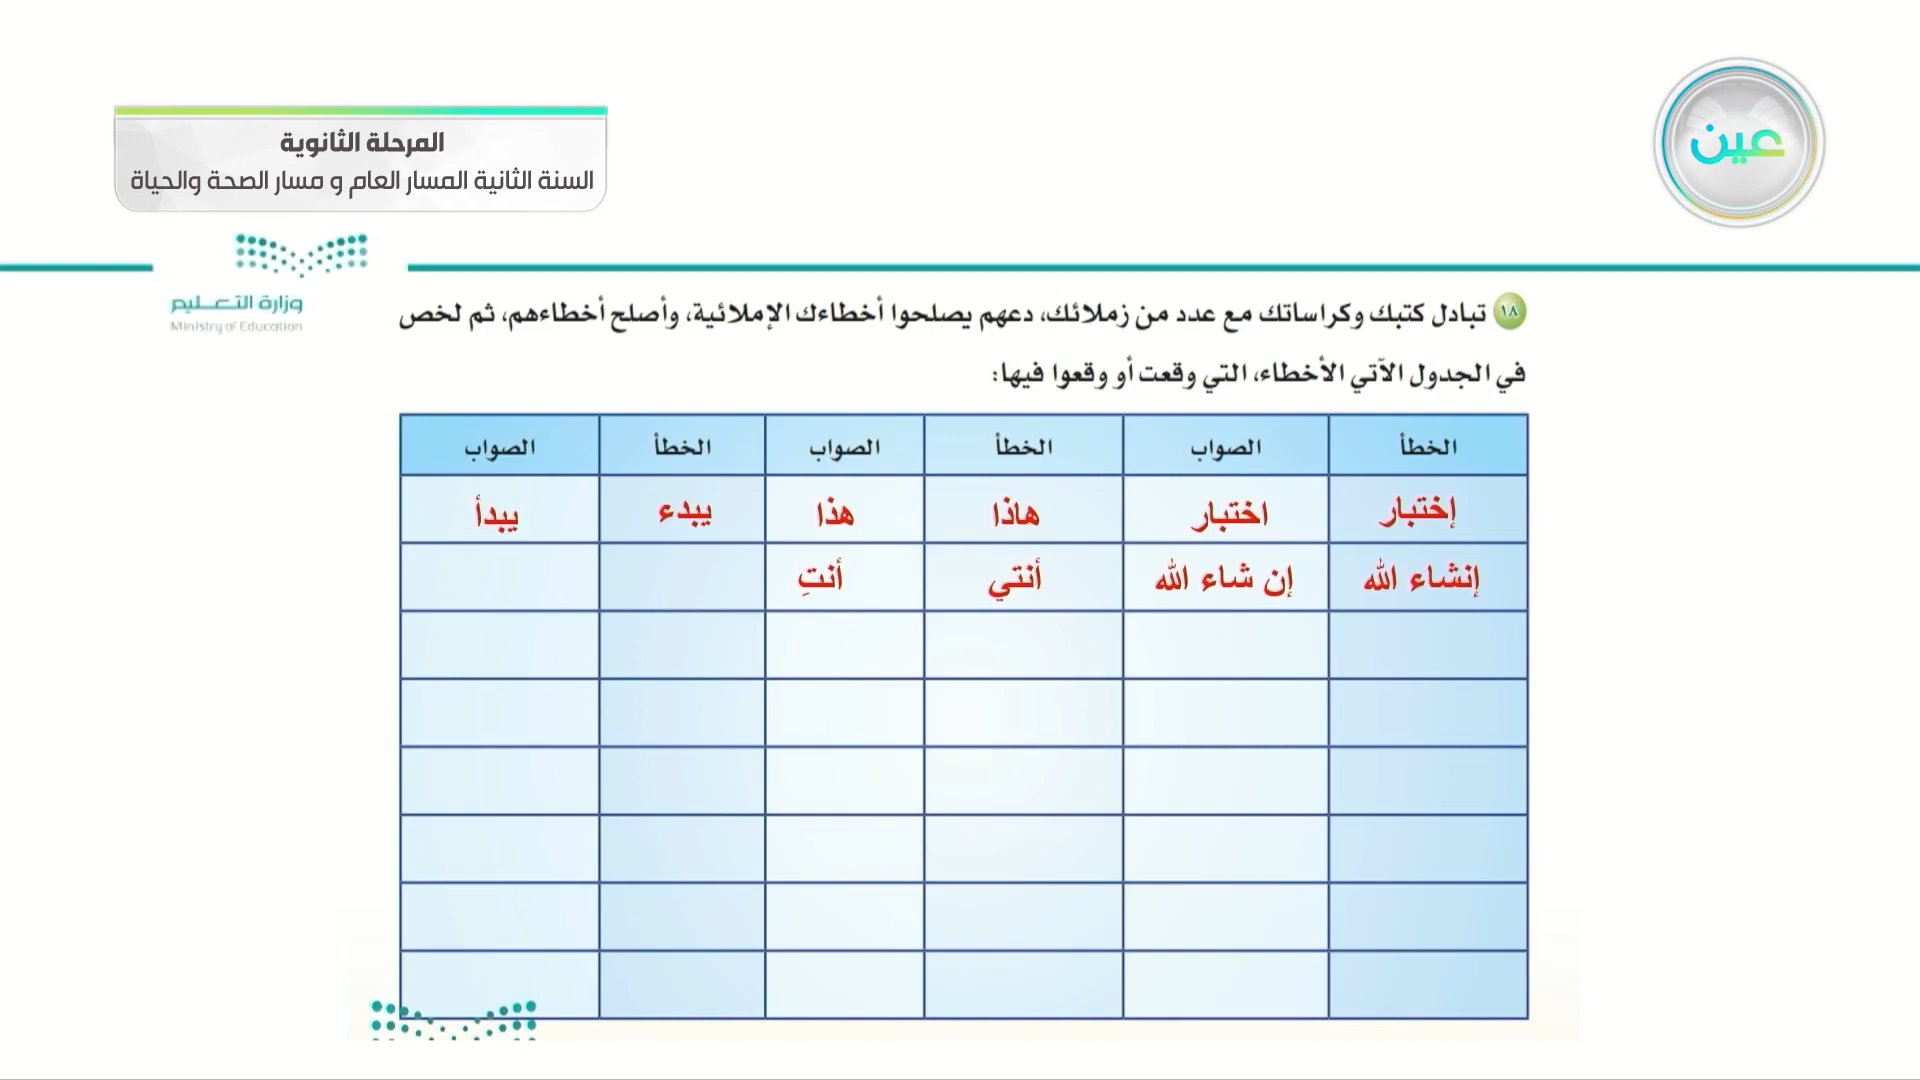 المرحلة الثانوية
السنة الثانية المسار العام و مسار الصحة والحياة
عين
وزارة التعليم
Ministry of Education
١٨ تبادل كتبك وكراساتك مع عدد من زملائك، دعهم يصلحوا أخطاءك الإملائية، وأصلح أخطاءهم، ثم لخص
في الجدول الآتي الأخطاء، التي وقعت أو وقعوا فيها:
الخطأ الصواب الخطأ الصواب الخطأ الصواب
إختبار اختبار هاذا هذا يبدء يبدأ
إنشاء الله إن شاء الله أنتي أنتِ